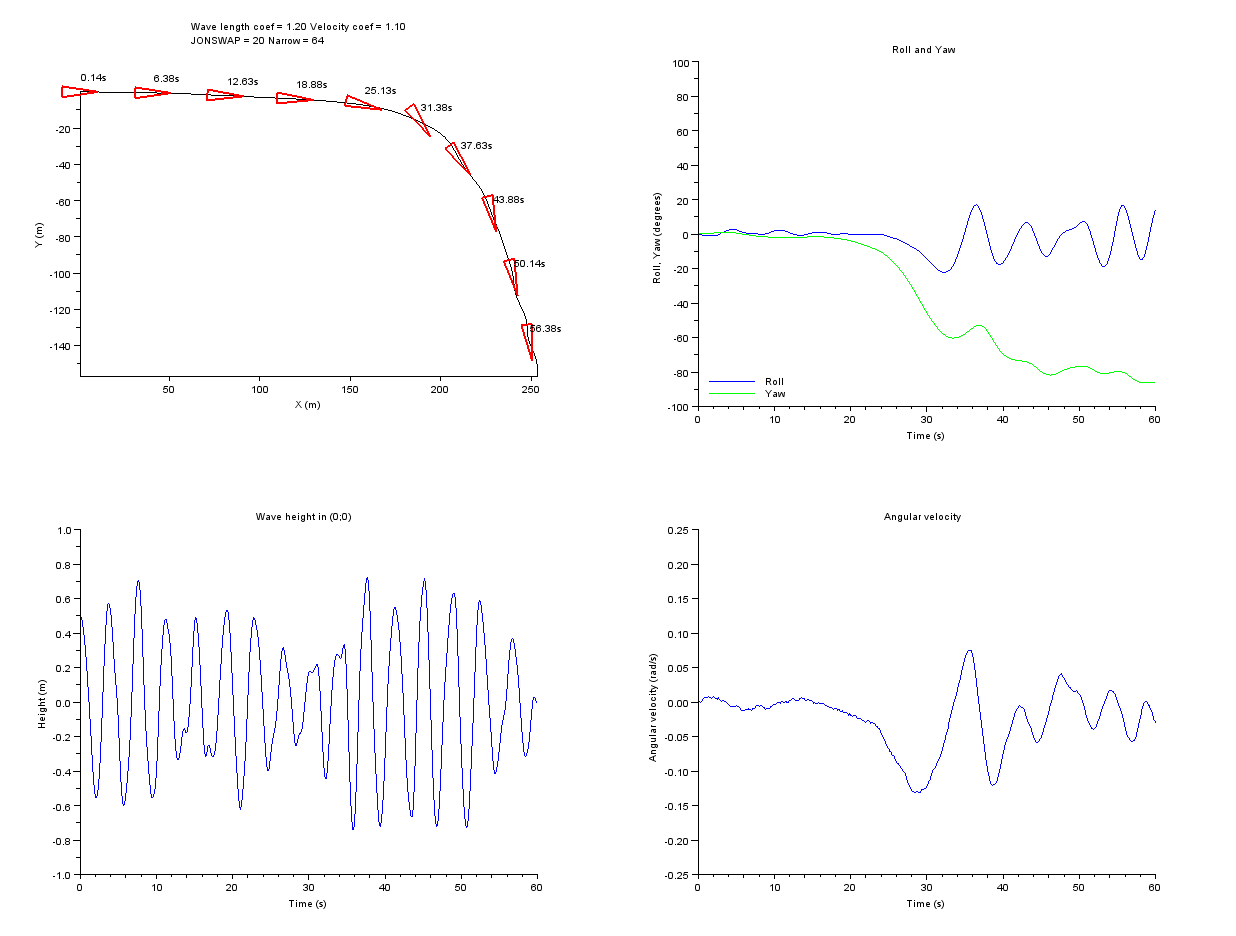 Wave length coef = 1.20 Velocity coef = 1.10
JONSWAP = 20 Narrow = 64
0.14s
6.38s
12.63s
18.88s
25.13s
31.38s
37.63s
43.88s
50.14s
56.38s
-20
-40
-60
-80
-100
-120
-140
Y (m)
50
100
150
200
250
X (m)
Roll and Yaw
100
80
60
40
20
0
-20
-40
-60
-80
-100
Roll, Yaw (degrees)
Roll
Yaw
0
10
20
30
40
50
60
Time (s)
Wave height in (0;0)
1.0
0.8
0.6
0.4
0.2
0.0
-0.2
-0.4
-0.6
-0.8
-1.0
Height (m)
0
10
20
30
40
50
60
Time (s)
Angular velocity
0.25
0.20
0.15
0.10
0.05
0.00
-0.05
-0.10
-0.15
-0.20
-0.25
Angular velocity (rad/s)
0
10
20
30
40
50
60
Time (s)